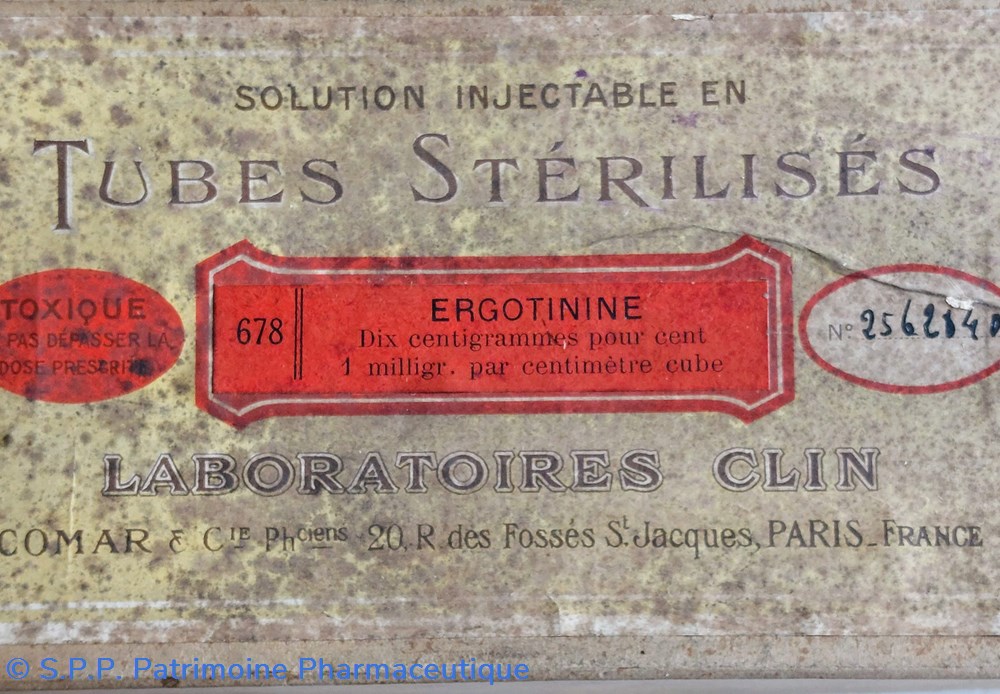 SOLUTION INJECTABLE EN
TUBES STÉRILISÉS
TOXIQUE
PAS DÉPASSER LA
DOSE PRESCRITE
678
ERGOTININE
Dix centigrammes pour cent
1 milligr. par centimètre cube
N° 256284
LABORATOIRES CLIN
COMAR & CIE Phciens 20, R. des Fossés St Jacques, PARIS_FRANCE
© S.P.P. Patrimoine Pharmaceutique